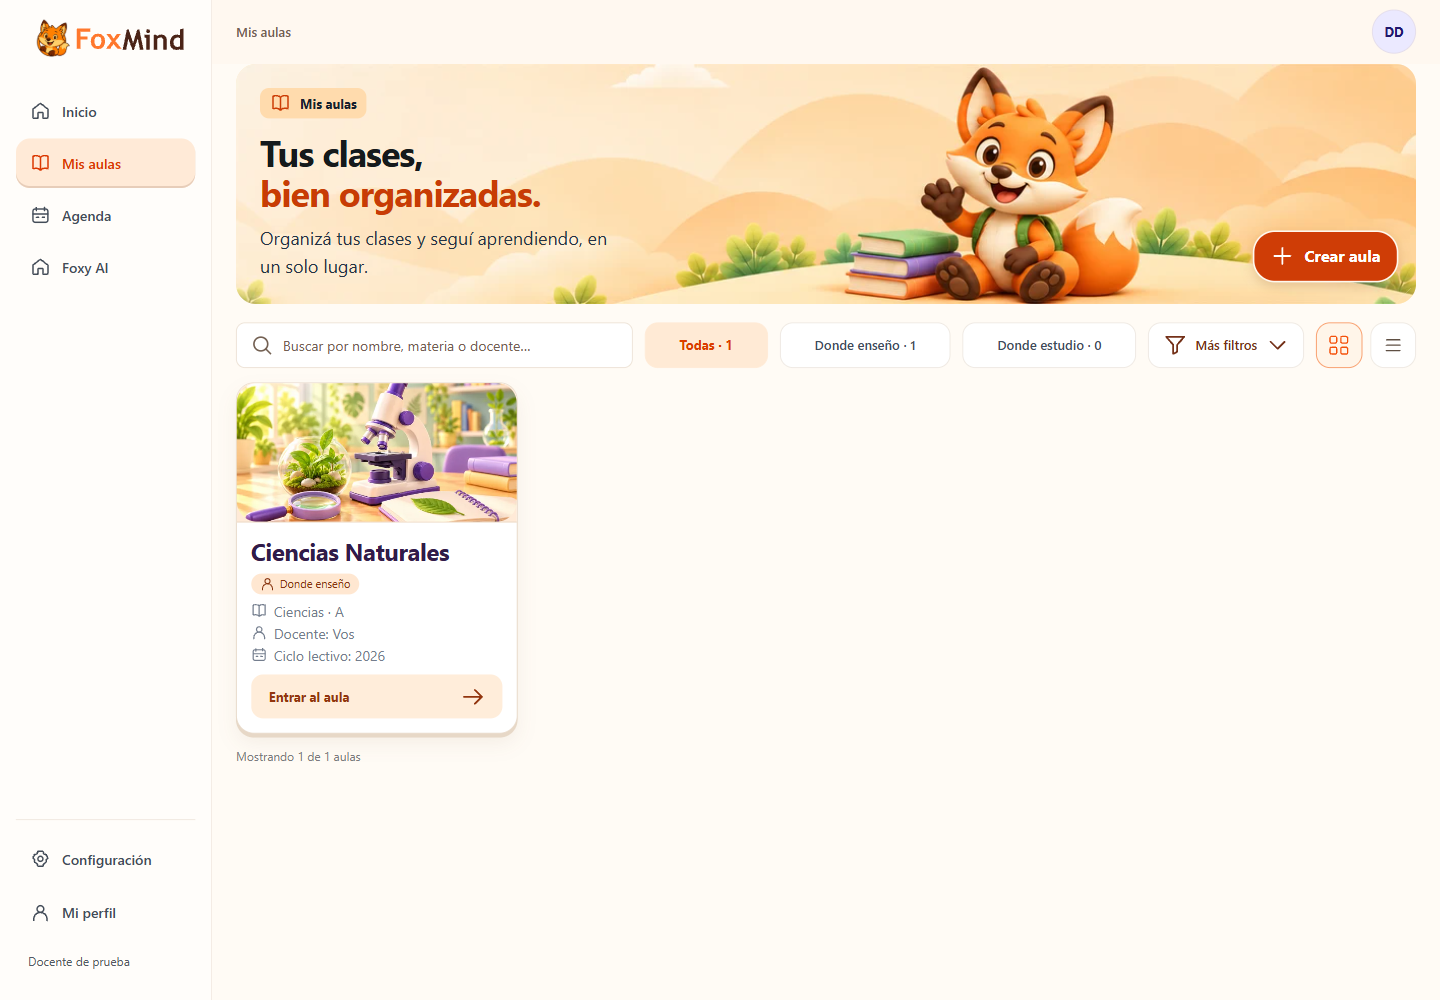 FoxMind
Inicio
Mis aulas
Agenda
Foxy AI
Configuración
Mi perfil
Docente de prueba
Mis aulas
DD
Mis aulas
Tus clases,
bien organizadas.
Organizá tus clases y seguí aprendiendo, en
un solo lugar.
Crear aula
Buscar por nombre, materia o docente...
Todas · 1
Donde enseño · 1
Donde estudio · 0
Más filtros
Ciencias Naturales
Donde enseño
Ciencias · A
Docente: Vos
Ciclo lectivo: 2026
Entrar al aula
Mostrando 1 de 1 aulas